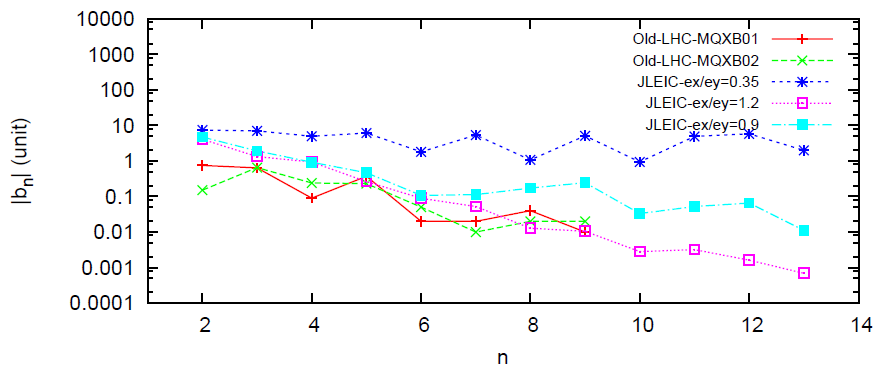 10000
1000
100
10
1
0.1
0.01
0.001
0.0001
|bn| (unit)
Old-LHC-MQXB01
Old-LHC-MQXB02
JLEIC-ex/ey=0.35
JLEIC-ex/ey=1.2
JLEIC-ex/ey=0.9
2 4 6 8 10 12 14
n